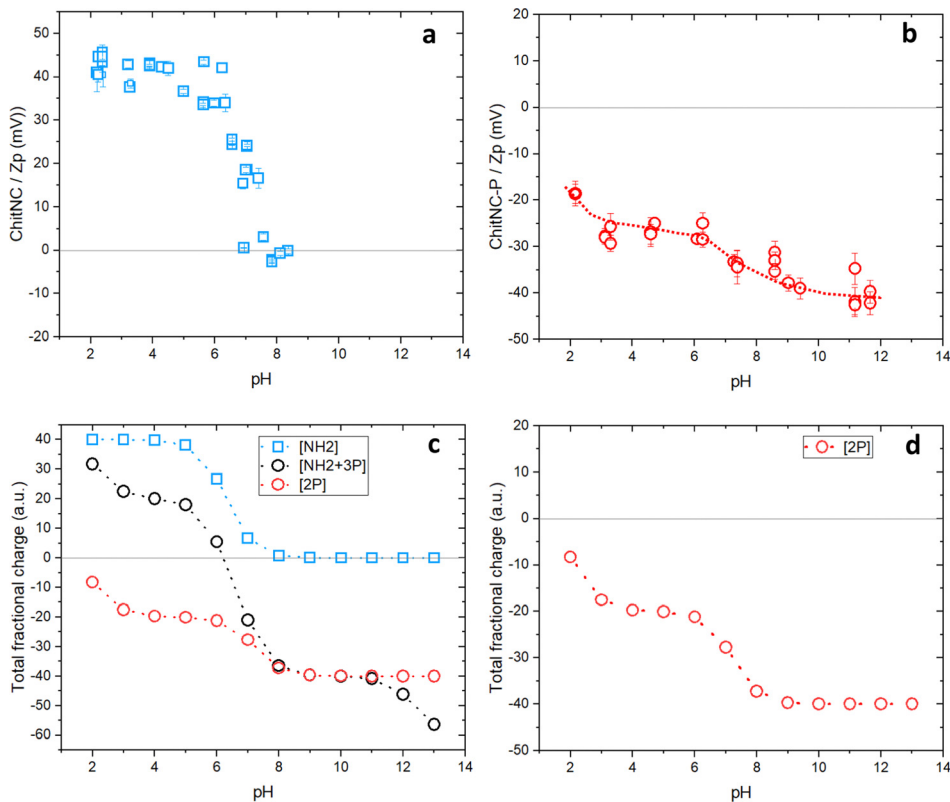 a
50
40
30
20
10
0
-10
-20
ChitNC / Zp (mV))
2 4 6 8 10 12 14
pH
b
20
10
0
-10
-20
-30
-40
-50
ChitNC-P / Zp (mV)
2 4 6 8 10 12 14
pH
c
[NH2]
[NH2+3P]
[2P]
40
30
20
10
0
-10
-20
-30
-40
-50
-60
Total fractional charge (a.u.)
2 4 6 8 10 12 14
pH
d
[2P]
20
10
0
-10
-20
-30
-40
-50
Total fractional charge (a.u.)
2 4 6 8 10 12 14
pH